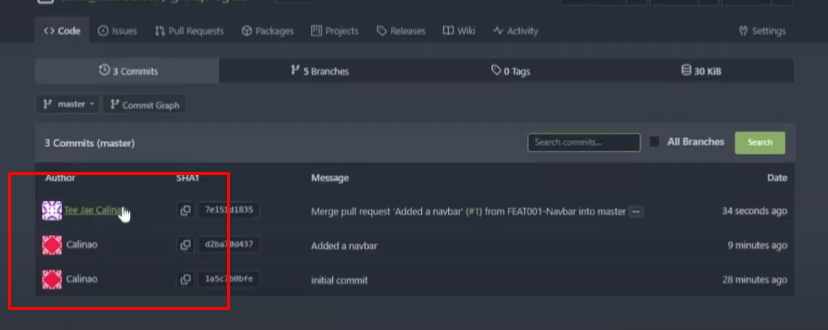 Code Issues Pull Requests Packages Projects Releases Wiki Activity Settings
3 Commits 5 Branches 0 Tags 30 KiB
master Commit Graph
3 Commits (master) Search commits... All Branches Search
Author SHA1 Message Date
Tee Jae Calinao 7e151d1835 Merge pull request 'Added a navbar' (#1) from FEAT001-Navbar into master ... 34 seconds ago
Calinao Added a navbar 9 minutes ago
Calinao initial commit 28 minutes ago